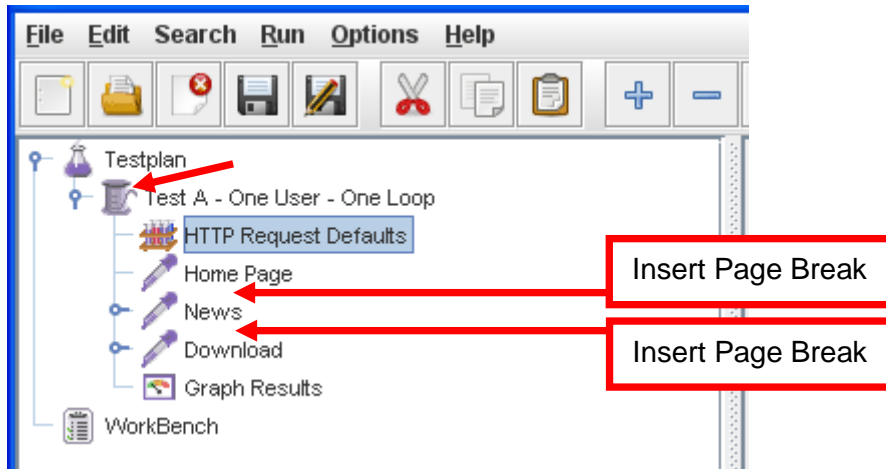 File Edit Search Run Options Help
Testplan
Test A - One User - One Loop
HTTP Request Defaults
Home Page
Insert Page Break
News
Insert Page Break
Download
Graph Results
WorkBench